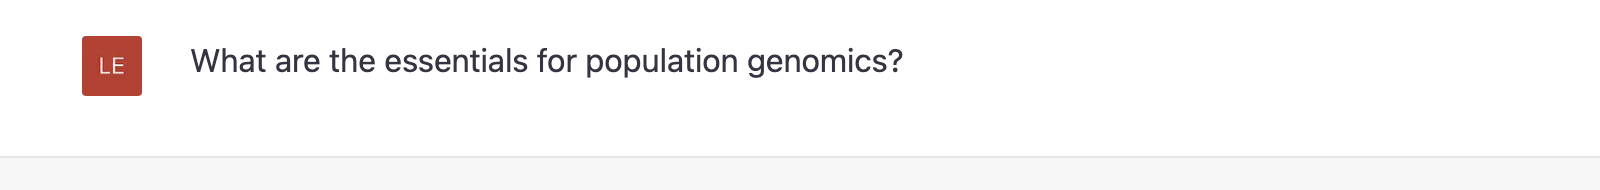 LE
What are the essentials for population genomics?